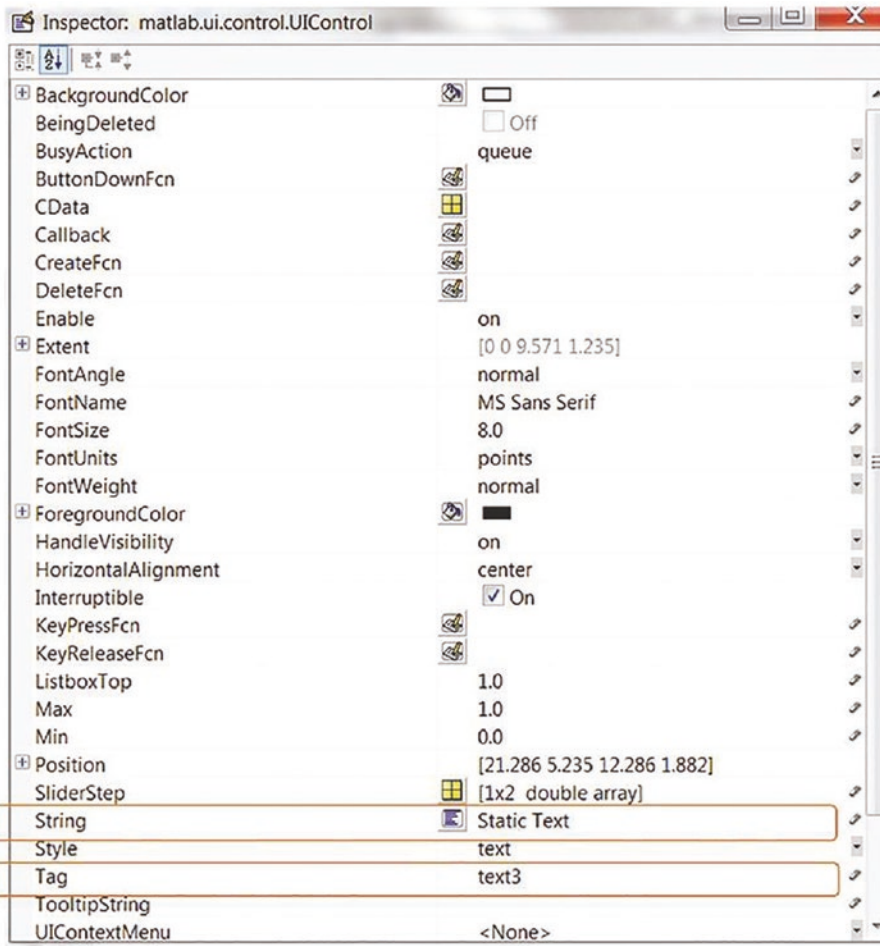 Inspector: matlab.ui.control.UIControl
BackgroundColor
BeingDeleted Off
BusyAction queue
ButtonDownFcn
CData
Callback
CreateFcn
DeleteFcn
Enable on
Extent [0 0 9.571 1.235]
FontAngle normal
FontName MS Sans Serif
FontSize 8.0
FontUnits points
FontWeight normal
ForegroundColor
HandleVisibility on
HorizontalAlignment center
Interruptible On
KeyPressFcn
KeyReleaseFcn
ListboxTop 1.0
Max 1.0
Min 0.0
Position [21.286 5.235 12.286 1.882]
SliderStep [1x2 double array]
String Static Text
Style text
Tag text3
TooltipString
UIContextMenu <None>